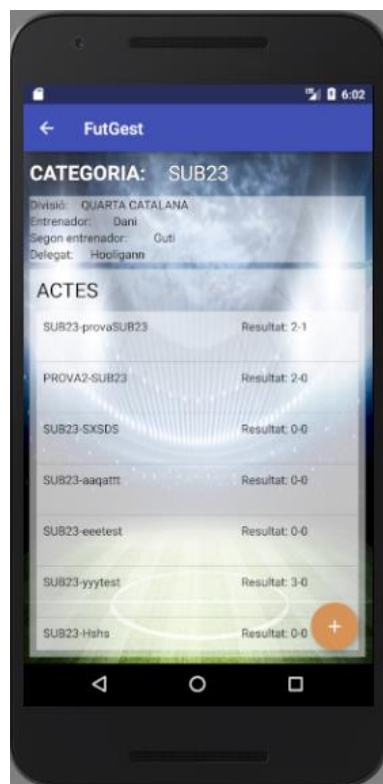 6:02
FutGest
CATEGORIA: SUB23
Divisió: QUARTA CATALANA
Entrenador: Dani
Segon entrenador: Guti
Delegat: Hooligann
ACTES
SUB23-provaSUB23 Resultat: 2-1
PROVA2-SUB23 Resultat: 2-0
SUB23-SXSDS Resultat: 0-0
SUB23-aaqattt Resultat: 0-0
SUB23-eeetest Resultat: 0-0
SUB23-yyytest Resultat: 3-0
SUB23-Hshs Resultat: 0-0
+